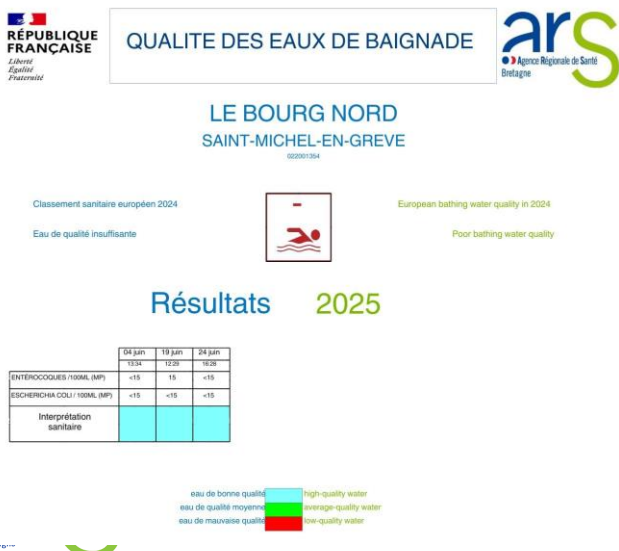 RÉPUBLIQUE
FRANÇAISE
Liberté
Égalité
Fraternité
QUALITE DES EAUX DE BAIGNADE
ars
Agence Régionale de Santé
Bretagne
LE BOURG NORD
SAINT-MICHEL-EN-GREVE
022001354
Classement sanitaire européen 2024
European bathing water quality in 2024
Eau de qualité insuffisante
Poor bathing water quality
Résultats 2025
04 juin 19 juin 24 juin
13:34 12:29 16:28
ENTÉROCOQUES /100ML (MP) <15 15 <15
ESCHERICHIA COLI / 100ML (MP) <15 <15 <15
Interprétation
sanitaire
eau de bonne qualité high-quality water
eau de qualité moyenne average-quality water
eau de mauvaise qualité low-quality water